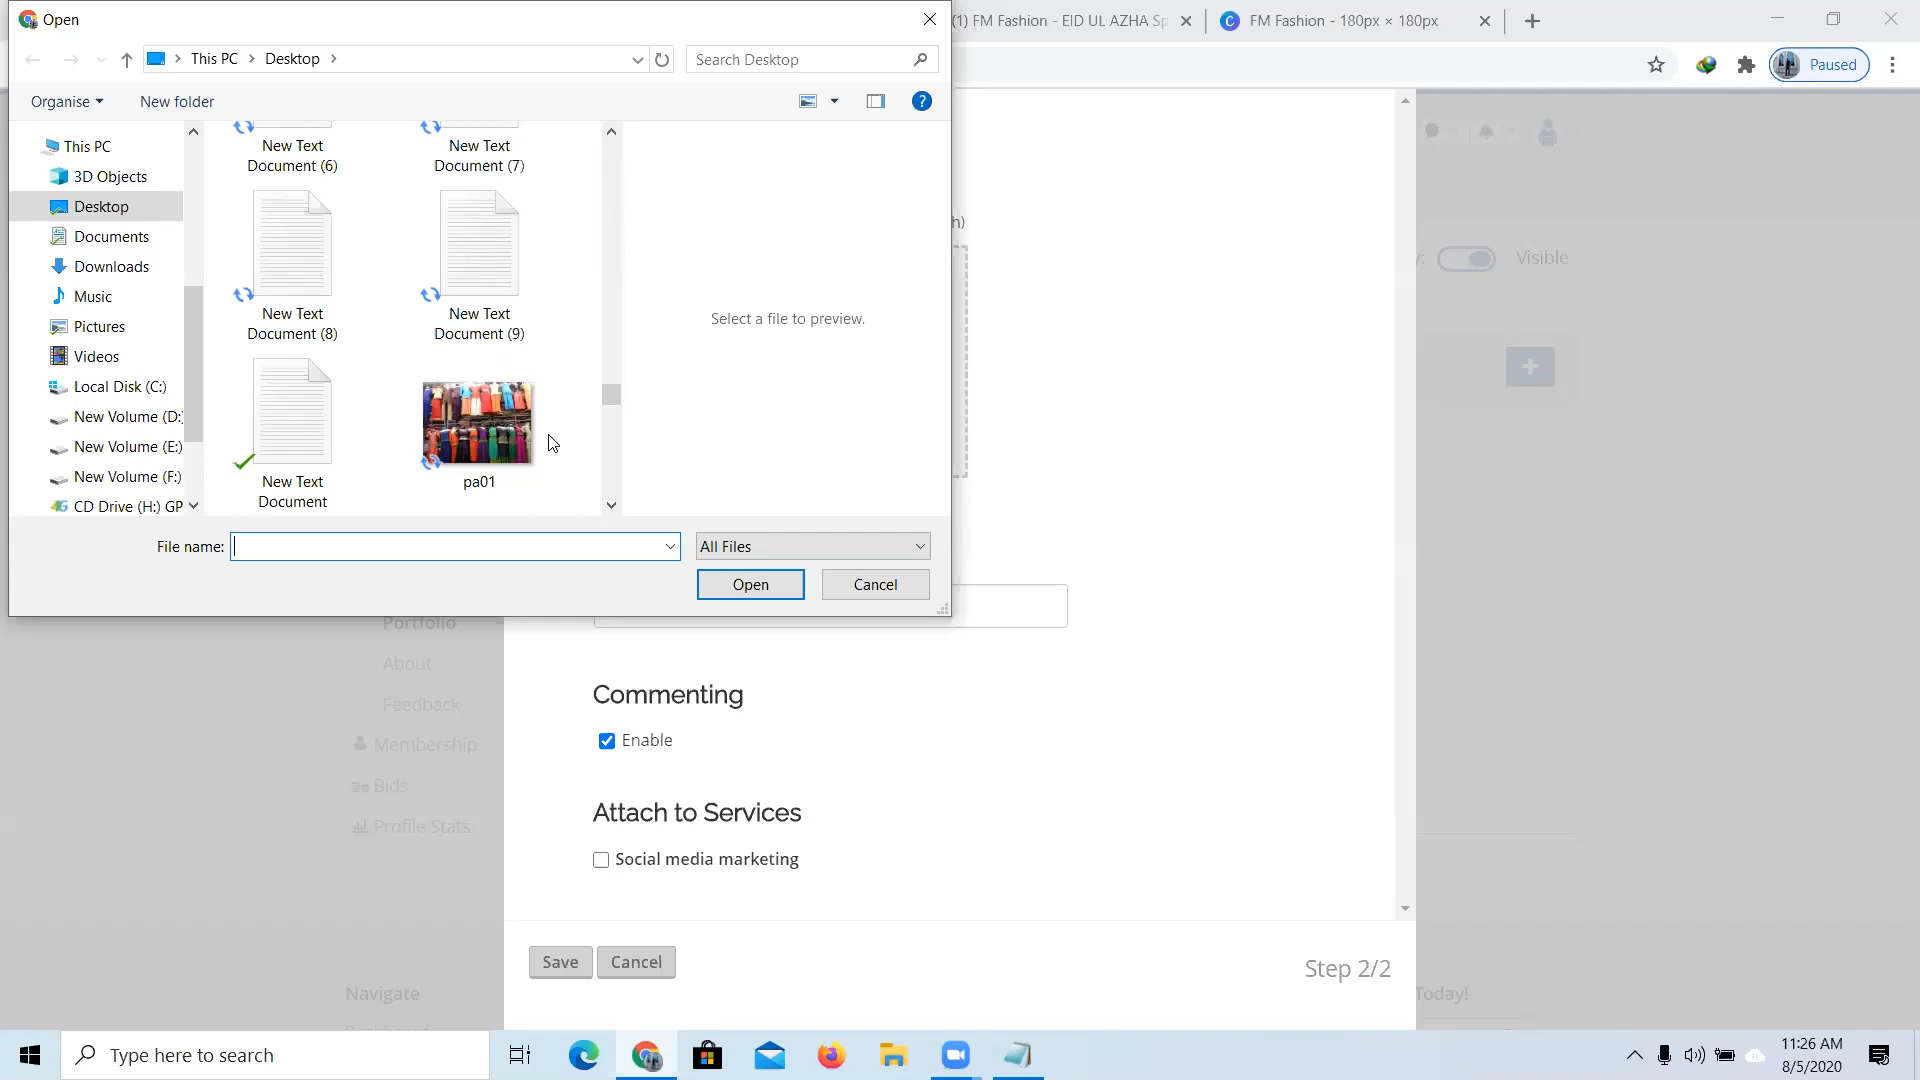 Open
(1) FM Fashion - EID UL AZHA Sp
FM Fashion - 180px × 180px
This PC
Desktop
Search Desktop
Paused
Organise
New folder
This PC
3D Objects
Desktop
Documents
Downloads
Music
Pictures
Videos
Local Disk (C:)
New Volume (D:
New Volume (E:)
New Volume (F:)
CD Drive (H:) GP
New Text
Document (6)
New Text
Document (7)
New Text
Document (8)
New Text
Document (9)
New Text
Document
pa01
Select a file to preview.
h)
y:
Visible
File name:
All Files
Open
Cancel
Portfolio
About
Feedback
Membership
Bids
Profile Stats
Commenting
Enable
Attach to Services
Social media marketing
Save
Cancel
Step 2/2
Navigate
Today!
Type here to search
11:26 AM
8/5/2020